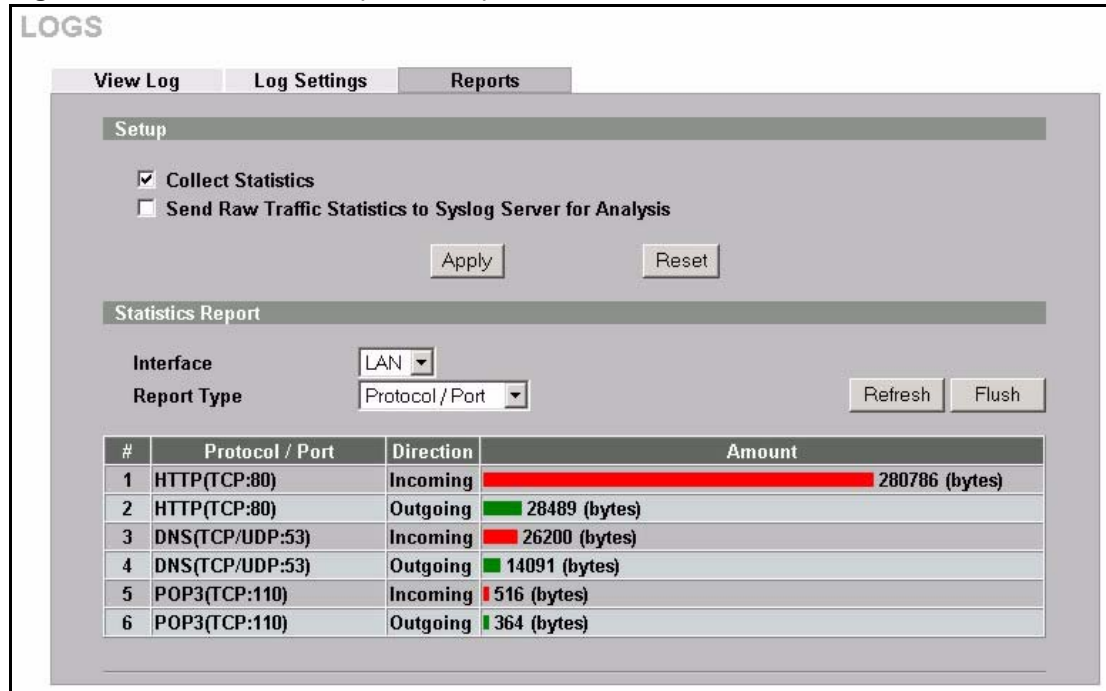 LOGS
View Log Log Settings Reports
Setup
Collect Statistics
Send Raw Traffic Statistics to Syslog Server for Analysis
Apply Reset
Statistics Report
Interface LAN
Report Type Protocol / Port Refresh Flush
# Protocol / Port Direction Amount
1 HTTP(TCP:80) Incoming 280786 (bytes)
2 HTTP(TCP:80) Outgoing 28489 (bytes)
3 DNS(TCP/UDP:53) Incoming 26200 (bytes)
4 DNS(TCP/UDP:53) Outgoing 14091 (bytes)
5 POP3(TCP:110) Incoming 516 (bytes)
6 POP3(TCP:110) Outgoing 364 (bytes)